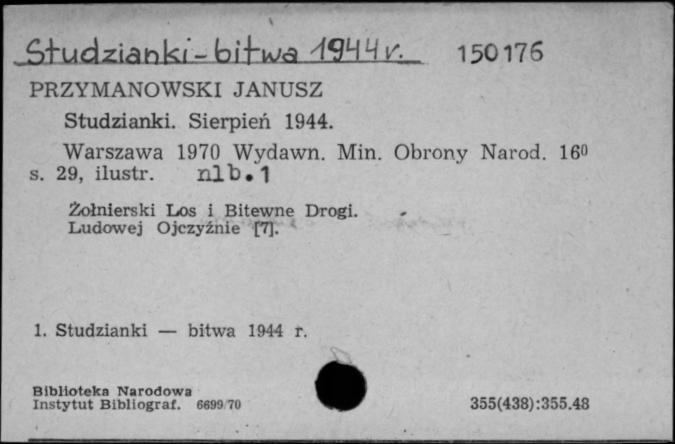 Studzianki - bitwa 1944 r. 150176
PRZYMANOWSKI JANUSZ
Studzianki. Sierpień 1944.
Warszawa 1970 Wydawn. Min. Obrony Narod. 16⁰
s. 29, ilustr. nlb. 1
Żołnierski Los i Bitewne Drogi.
Ludowej Ojczyźnie [7].
1. Studzianki — bitwa 1944 r.
Biblioteka Narodowa
Instytut Bibliograf. 6699/70 355(438):355.48